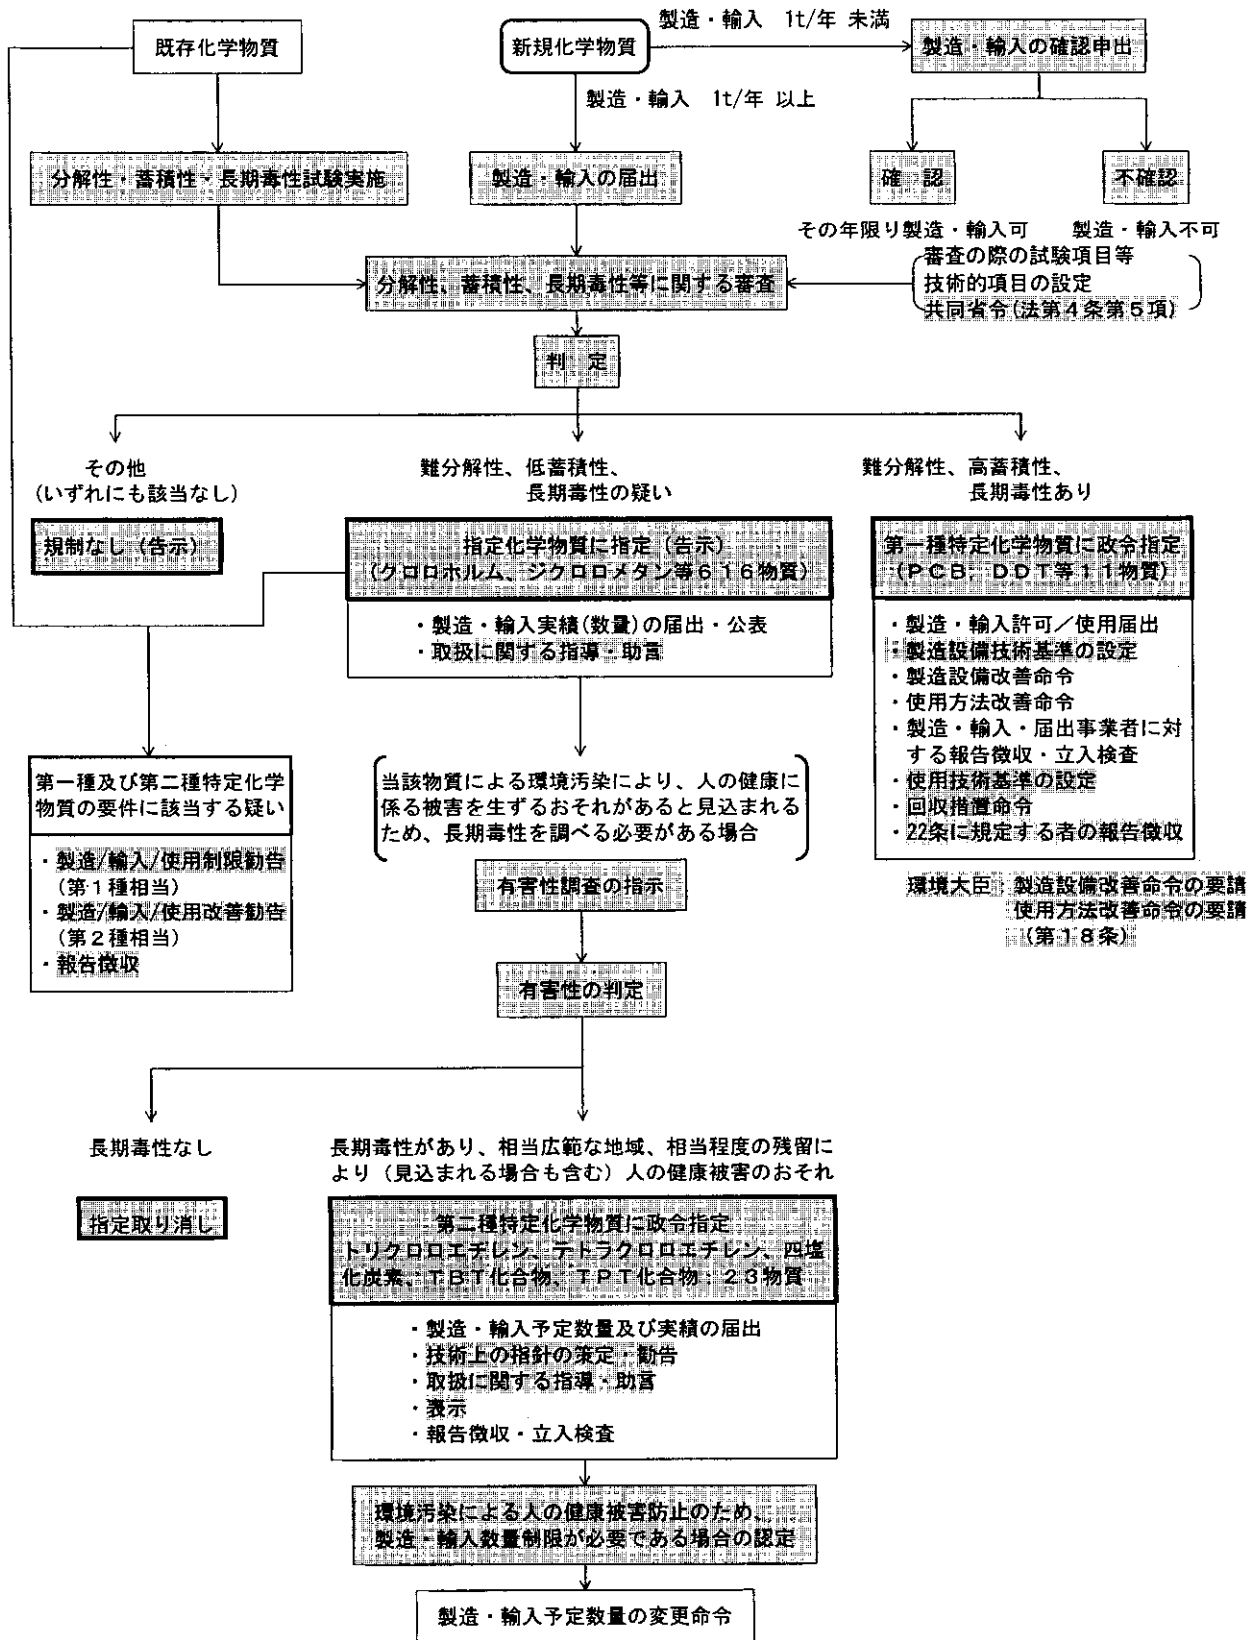 製造・輸入　1t/年 未満
既存化学物質
新規化学物質
製造・輸入の確認申出
製造・輸入　1t/年 以上
分解性・蓄積性・長期毒性試験実施
製造・輸入の届出
確　認
不確認
その年限り製造・輸入可
製造・輸入不可
審査の際の試験項目等
技術的項目の設定
共同省令(法第４条第５項)
分解性、蓄積性、長期毒性等に関する審査
判　定
その他
(いずれにも該当なし)
規制なし（告示）
難分解性、低蓄積性、
長期毒性の疑い
指定化学物質に指定（告示）
（クロロホルム、ジクロロメタン等６１６物質）
・製造・輸入実績(数量)の届出・公表
・取扱に関する指導・助言
難分解性、高蓄積性、
長期毒性あり
第一種特定化学物質に政令指定
（ＰＣＢ，ＤＤＴ等１１物質）
・製造・輸入許可／使用届出
・製造設備技術基準の設定
・製造設備改善命令
・使用方法改善命令
・製造・輸入・届出事業者に対
する報告徴収・立入検査
・使用技術基準の設定
・回収措置命令
・22条に規定する者の報告徴収
環境大臣：製造設備改善命令の要請
使用方法改善命令の要請
（第１８条）
第一種及び第二種特定化学
物質の要件に該当する疑い
・製造/輸入/使用制限勧告
(第１種相当)
・製造/輸入/使用改善勧告
(第２種相当)
・報告徴収
当該物質による環境汚染により、人の健康に
係る被害を生ずるおそれがあると見込まれる
ため、長期毒性を調べる必要がある場合
有害性調査の指示
有害性の判定
長期毒性なし
指定取り消し
長期毒性があり、相当広範な地域、相当程度の残留に
より（見込まれる場合も含む）人の健康被害のおそれ
第二種特定化学物質に政令指定
トリクロロエチレン、テトラクロロエチレン、四塩
化炭素、ＴＢＴ化合物、ＴＰＴ化合物：２３物質
・製造・輸入予定数量及び実績の届出
・技術上の指針の策定・勧告
・取扱に関する指導・助言
・表示
・報告徴収・立入検査
環境汚染による人の健康被害防止のため、
製造・輸入数量制限が必要である場合の認定
製造・輸入予定数量の変更命令